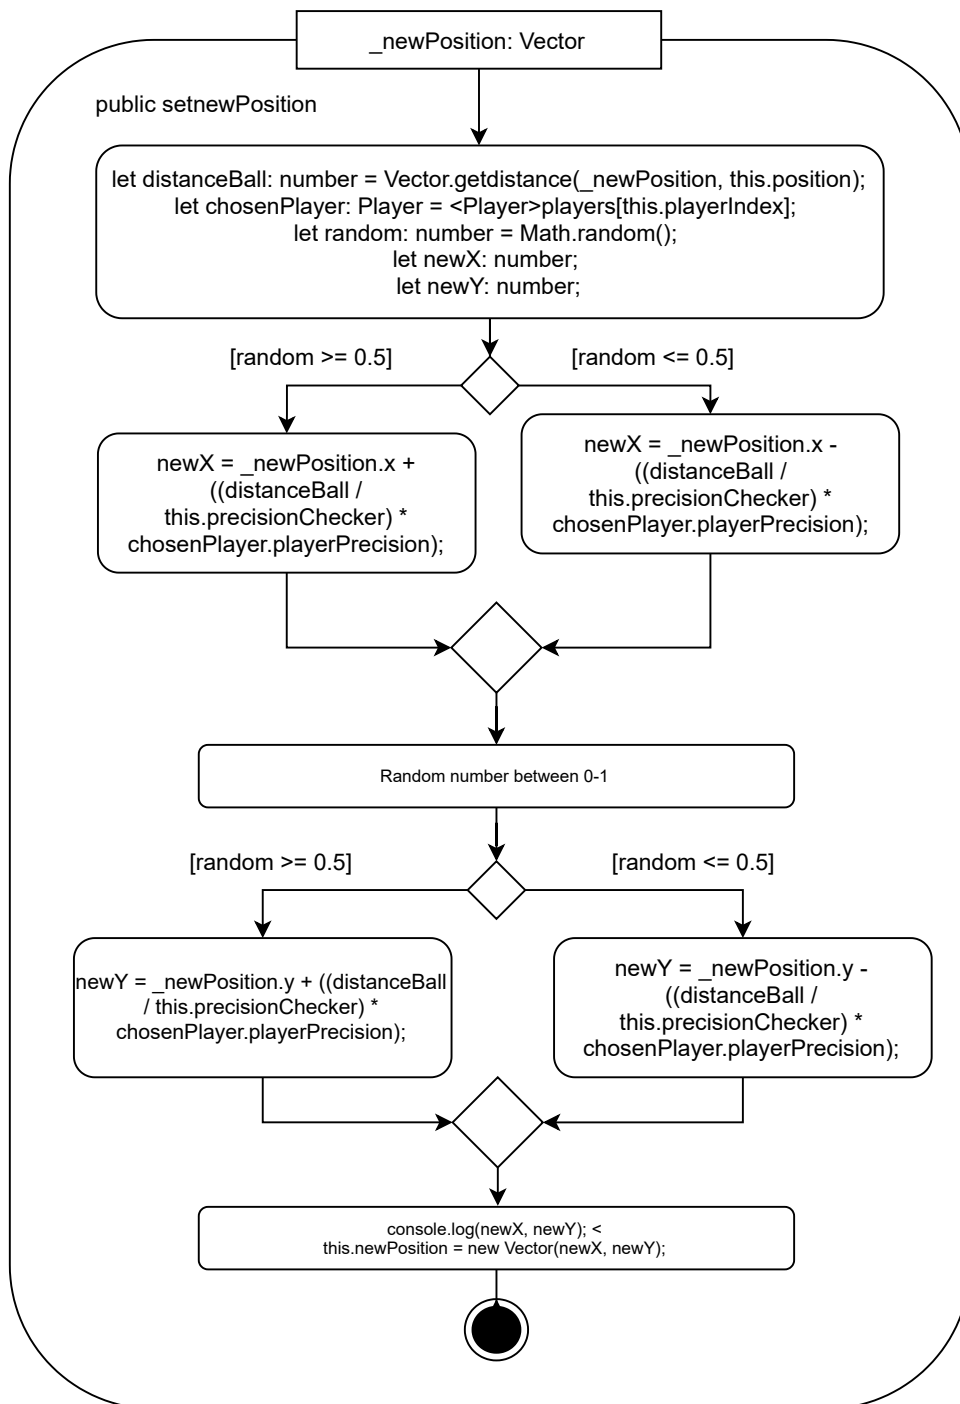 _newPosition: Vector
public setnewPosition
let distanceBall: number = Vector.getdistance(_newPosition, this.position);
let chosenPlayer: Player = <Player>players[this.playerIndex];
let random: number = Math.random();
let newX: number;
let newY: number;
[random >= 0.5]
[random <= 0.5]
newX = _newPosition.x +
((distanceBall /
this.precisionChecker) *
chosenPlayer.playerPrecision);
newX = _newPosition.x -
((distanceBall /
this.precisionChecker) *
chosenPlayer.playerPrecision);
Random number between 0-1
[random >= 0.5]
[random <= 0.5]
newY = _newPosition.y + ((distanceBall
/ this.precisionChecker) *
chosenPlayer.playerPrecision);
newY = _newPosition.y -
((distanceBall /
this.precisionChecker) *
chosenPlayer.playerPrecision);
console.log(newX, newY); <
this.newPosition = new Vector(newX, newY);